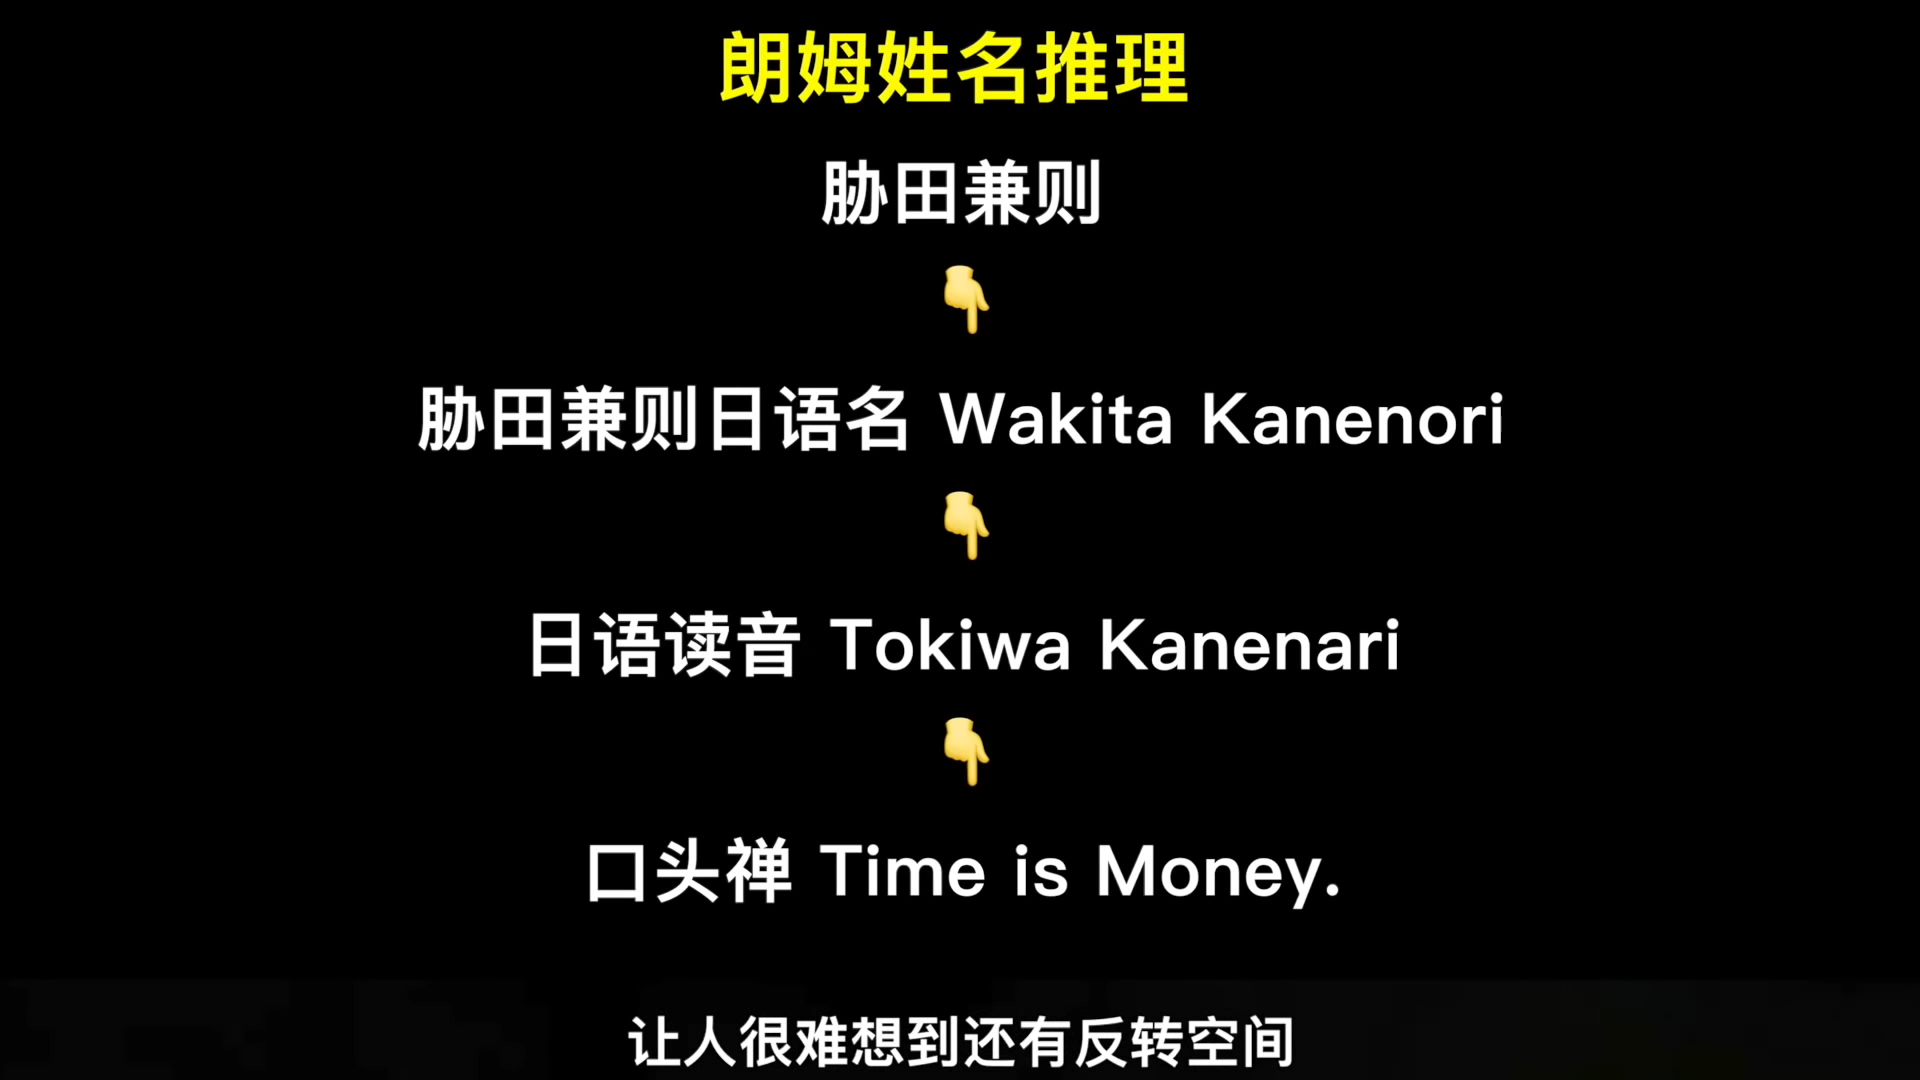 朗姆姓名推理
胁田兼则
胁田兼则日语名 Wakita Kanenori
日语读音 Tokiwa Kanenari
口头禅 Time is Money.
让人很难想到还有反转空间